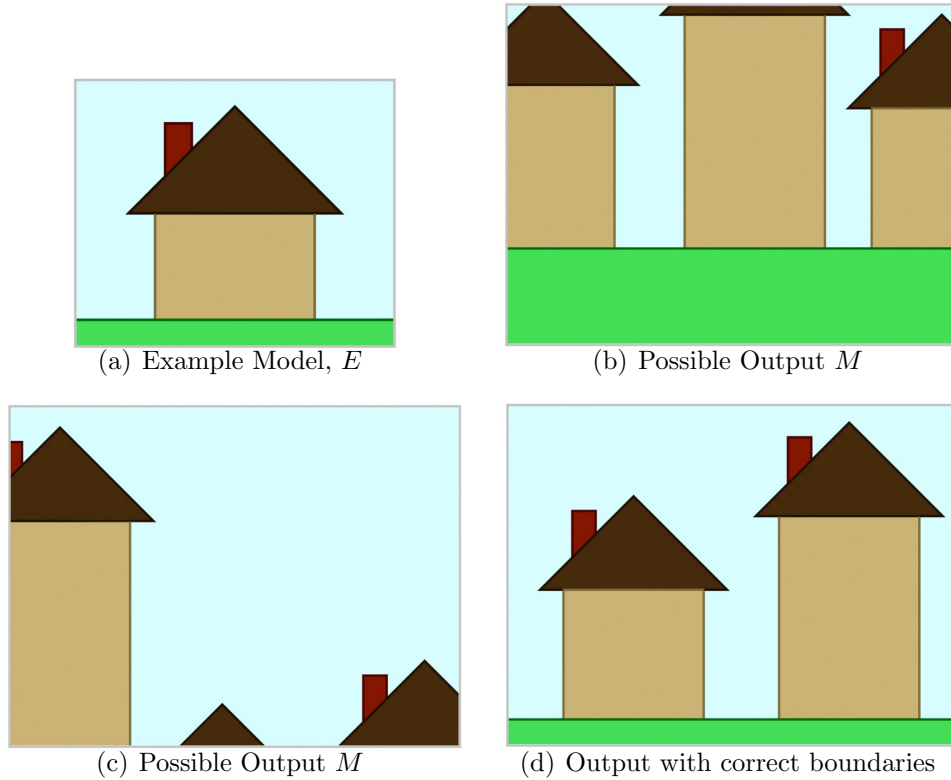 (a) Example Model, E
(b) Possible Output M
(c) Possible Output M
(d) Output with correct boundaries